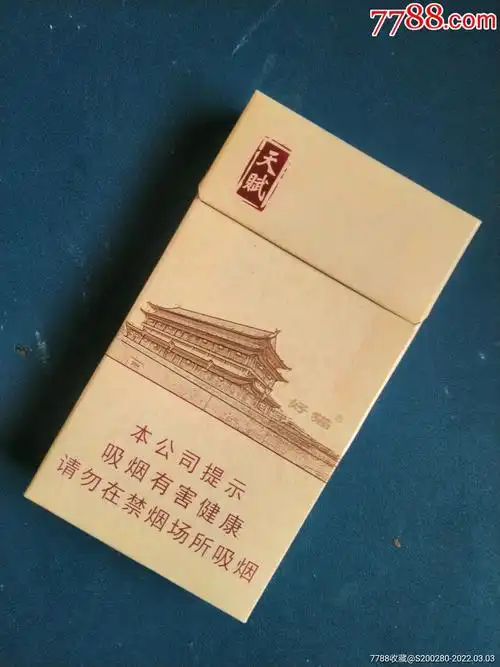 7788.com
天赋
好猫
本公司提示
吸烟有害健康
请勿在禁烟场所吸烟
7788收藏@S200280-2022.03.03